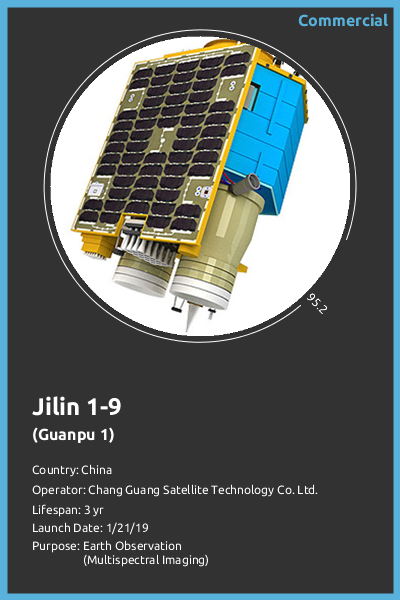 Commercial
95.2
Jilin 1-9
(Guanpu 1)
Country: China
Operator: Chang Guang Satellite Technology Co. Ltd.
Lifespan: 3 yr
Launch Date: 1/21/19
Purpose: Earth Observation
(Multispectral Imaging)